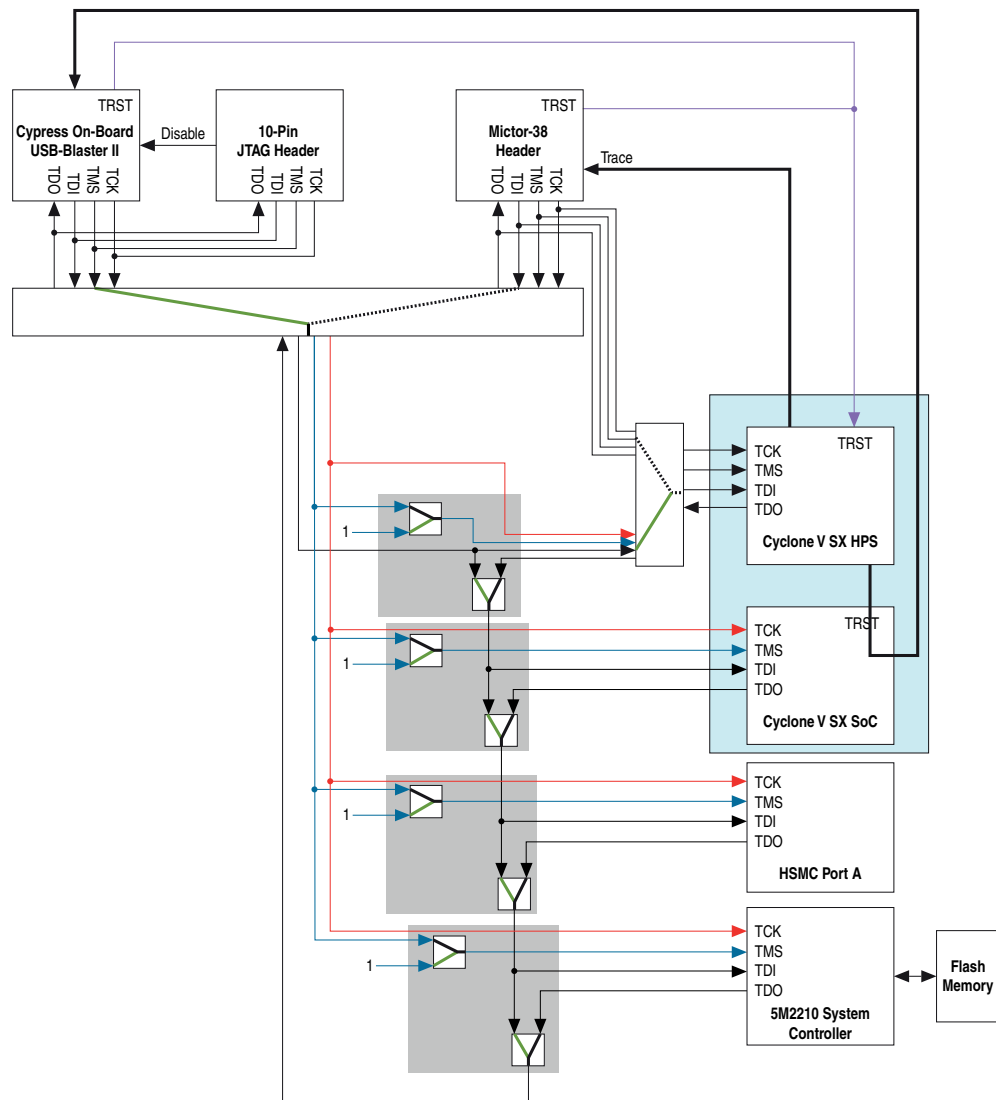 TRST
Cypress On-Board
USB-Blaster II
TDO
TDI
TMS
TCK
Disable
10-Pin
JTAG Header
TDO
TDI
TMS
TCK
TRST
Mictor-38
Header
TDO
TDI
TMS
TCK
Trace
TRST
TCK
TMS
TDI
TDO
Cyclone V SX HPS
1
TRST
TCK
TMS
TDI
TDO
Cyclone V SX SoC
1
TCK
TMS
TDI
TDO
HSMC Port A
1
TCK
TMS
TDI
TDO
5M2210 System
Controller
1
Flash
Memory